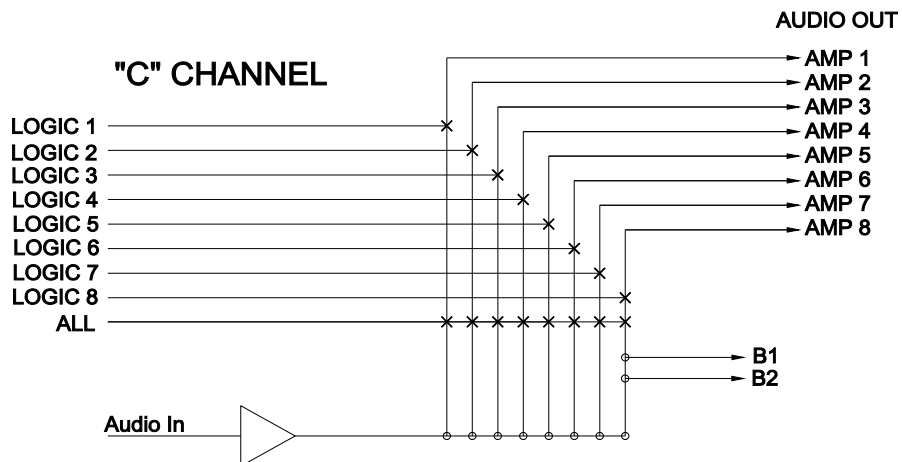 AUDIO OUT
"C" CHANNEL
AMP 1
AMP 2
AMP 3
AMP 4
AMP 5
AMP 6
AMP 7
AMP 8
LOGIC 1
LOGIC 2
LOGIC 3
LOGIC 4
LOGIC 5
LOGIC 6
LOGIC 7
LOGIC 8
ALL
B1
B2
Audio In